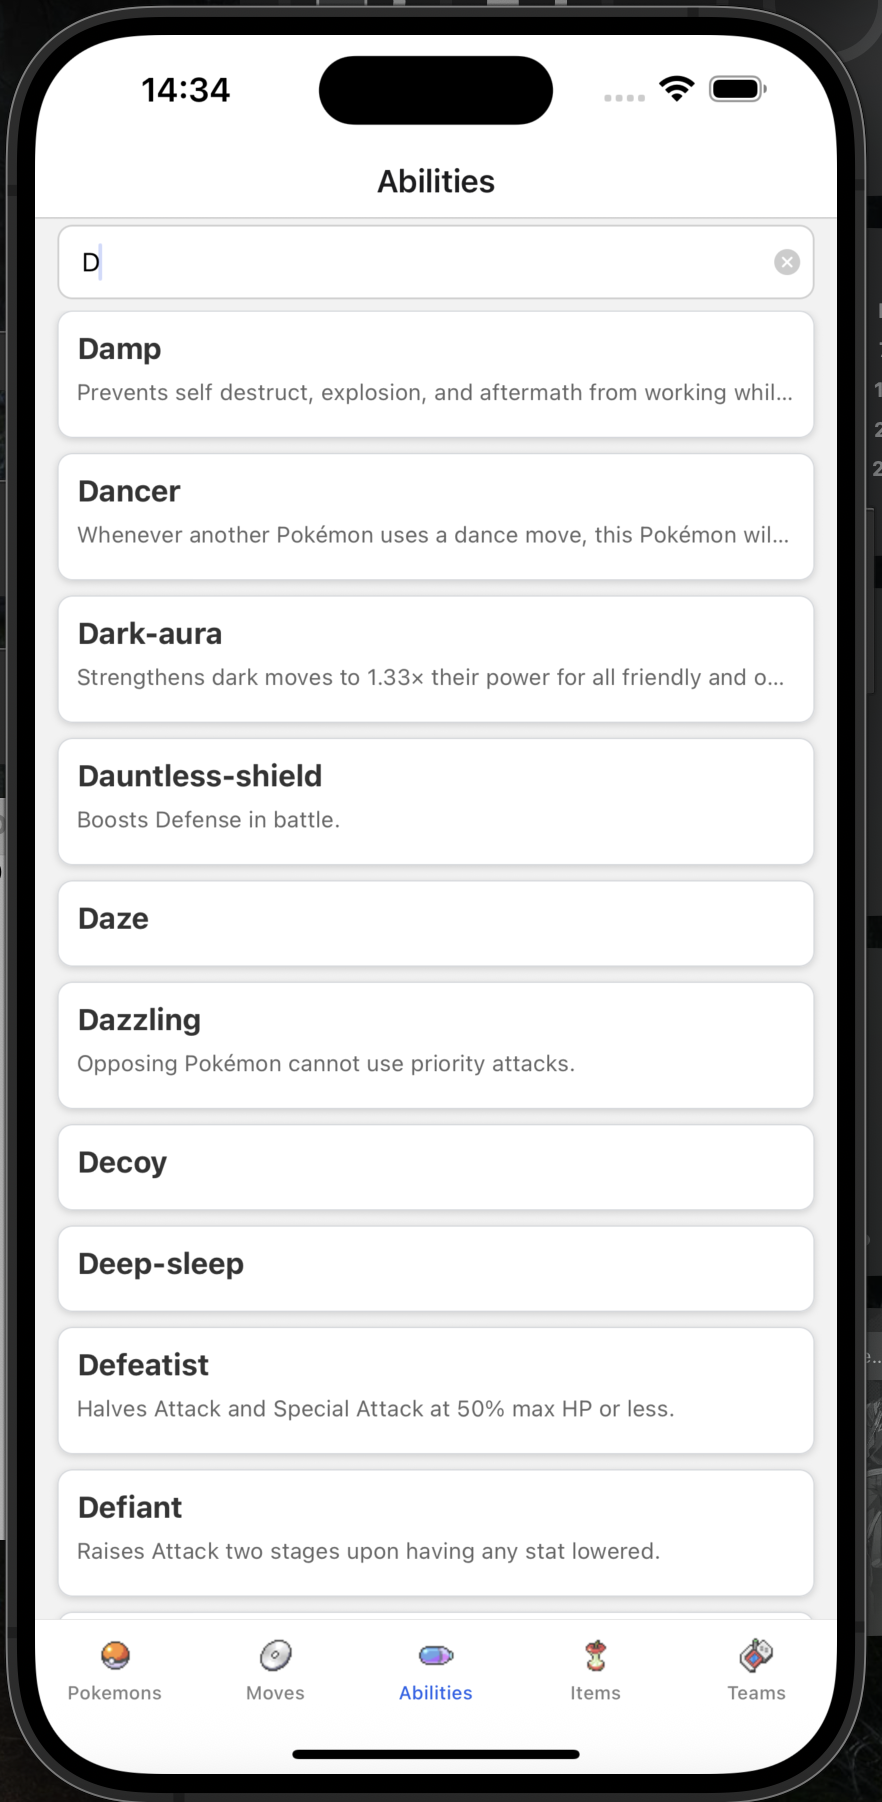 14:34
Abilities
D
Damp
Prevents self destruct, explosion, and aftermath from working whil...
Dancer
Whenever another Pokémon uses a dance move, this Pokémon wil...
Dark-aura
Strengthens dark moves to 1.33× their power for all friendly and o...
Dauntless-shield
Boosts Defense in battle.
Daze
Dazzling
Opposing Pokémon cannot use priority attacks.
Decoy
Deep-sleep
Defeatist
Halves Attack and Special Attack at 50% max HP or less.
Defiant
Raises Attack two stages upon having any stat lowered.
Pokemons
Moves
Abilities
Items
Teams